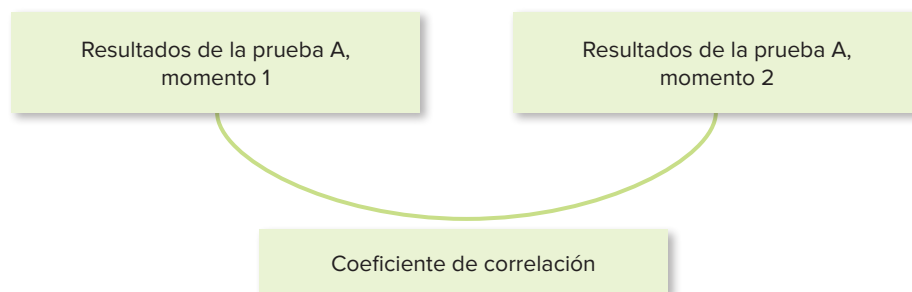 Resultados de la prueba A,
momento 1
Resultados de la prueba A,
momento 2
Coeficiente de correlación